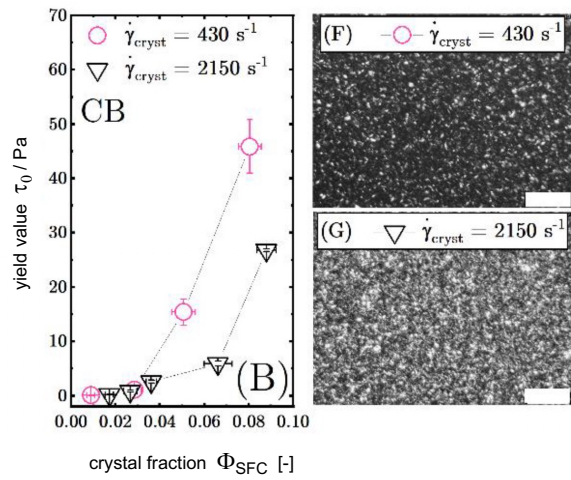 70
60
50
40
30
20
10
0
yield value τ₀ / Pa
γ̇cryst = 430 s⁻¹
γ̇cryst = 2150 s⁻¹
CB
(B)
0.00 0.02 0.04 0.06 0.08 0.10
crystal fraction ΦSFC [-]
(F) γ̇cryst = 430 s⁻¹
(G) γ̇cryst = 2150 s⁻¹